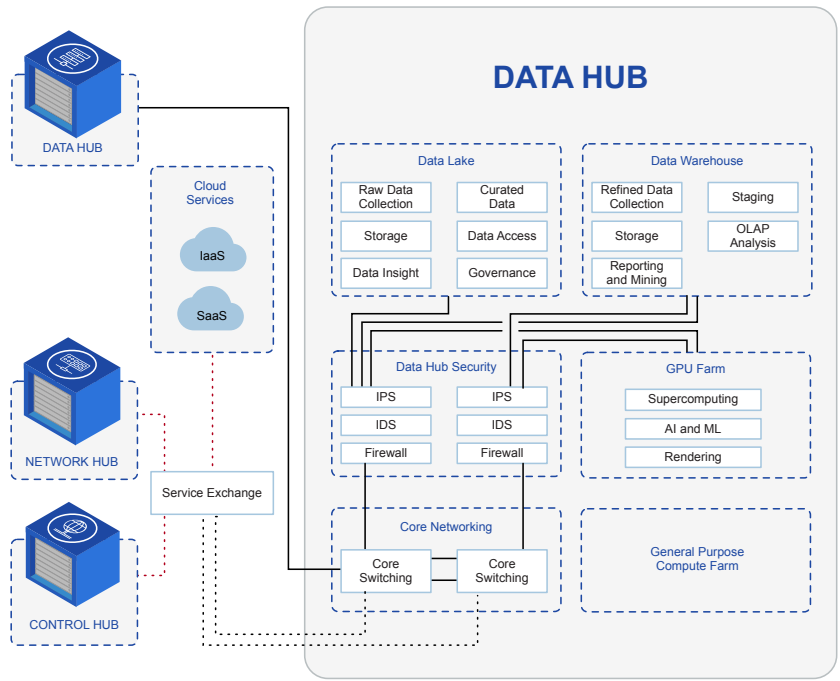 DATA HUB
DATA HUB
Cloud
Services
IaaS
SaaS
NETWORK HUB
Service Exchange
CONTROL HUB
Data Lake
Raw Data
Collection
Curated
Data
Storage
Data Access
Data Insight
Governance
Data Warehouse
Refined Data
Collection
Staging
Storage
OLAP
Analysis
Reporting
and Mining
Data Hub Security
IPS
IPS
IDS
IDS
Firewall
Firewall
GPU Farm
Supercomputing
AI and ML
Rendering
Core Networking
Core
Switching
Core
Switching
General Purpose
Compute Farm